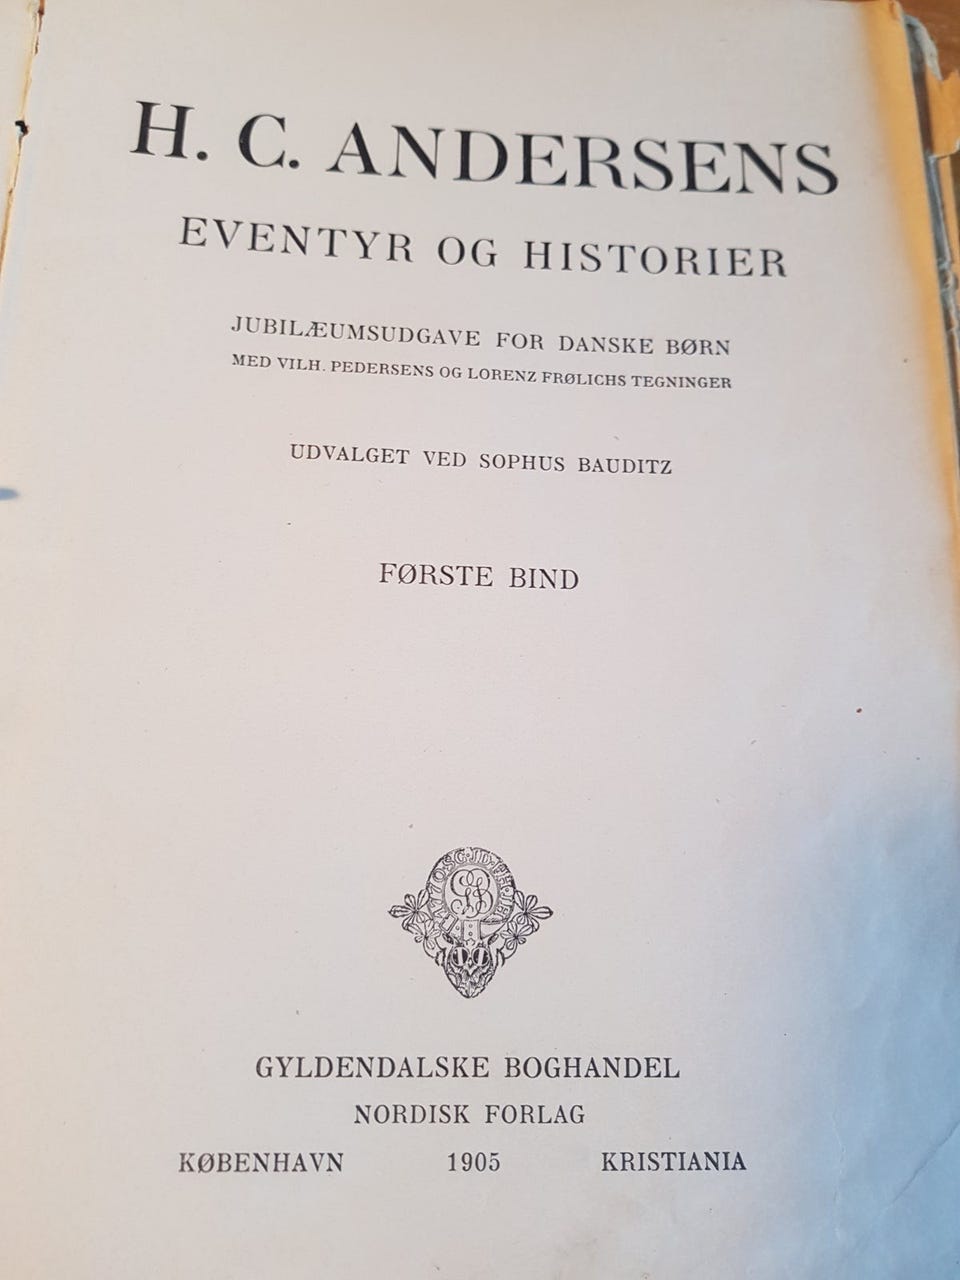 H. C. ANDERSENS
EVENTYR OG HISTORIER
JUBILÆUMSUDGAVE FOR DANSKE BØRN
MED VILH. PEDERSENS OG LORENZ FRØLICHS TEGNINGER
UDVALGET VED SOPHUS BAUDITZ
FØRSTE BIND
GYLDENDALSKE BOGHANDEL
NORDISK FORLAG
KØBENHAVN 1905 KRISTIANIA